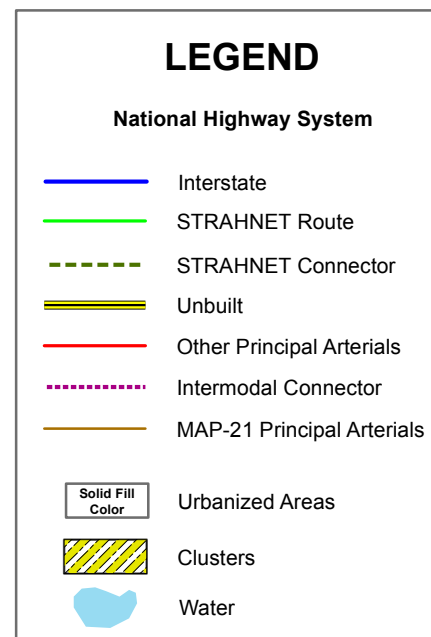 LEGEND
National Highway System
Interstate
STRAHNET Route
STRAHNET Connector
Unbuilt
Other Principal Arterials
Intermodal Connector
MAP-21 Principal Arterials
Solid Fill
Color
Urbanized Areas
Clusters
Water